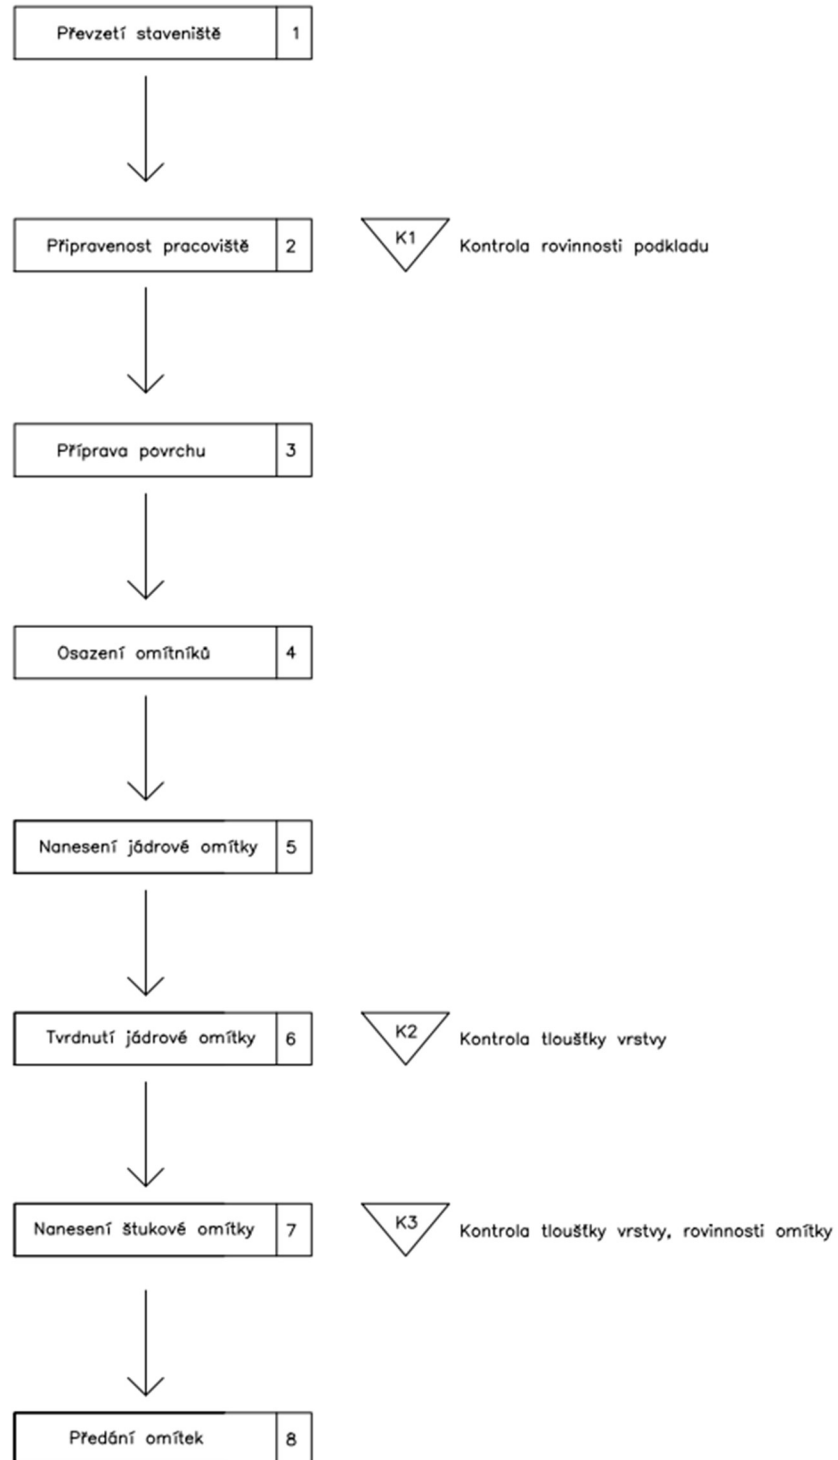 Převzetí staveniště 1
Připravenost pracoviště 2
K1 Kontrola rovinnosti podkladu
Příprava povrchu 3
Osazení omítníků 4
Nanesení jádrové omítky 5
Tvrdnutí jádrové omítky 6
K2 Kontrola tloušťky vrstvy
Nanesení štukové omítky 7
K3 Kontrola tloušťky vrstvy, rovinnosti omítky
Předání omítek 8